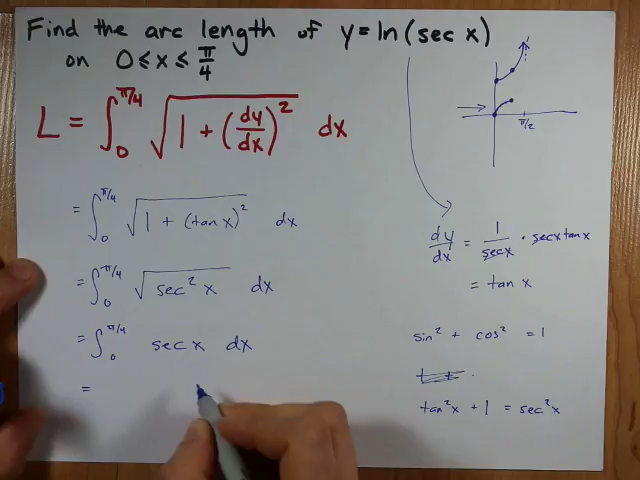 Find the arc length of y = ln(sec x)
on 0 ≤ x ≤ π/4
L = ∫₀^π/4 √(1 + (dy/dx)²) dx
π/2
= ∫₀^π/4 √(1 + (tan x)²) dx
= ∫₀^π/4 √(sec² x) dx
= ∫₀^π/4 sec x dx
=
dy/dx = 1/sec x · sec x tan x
= tan x
sin² + cos² = 1
tan² x + 1 = sec² x